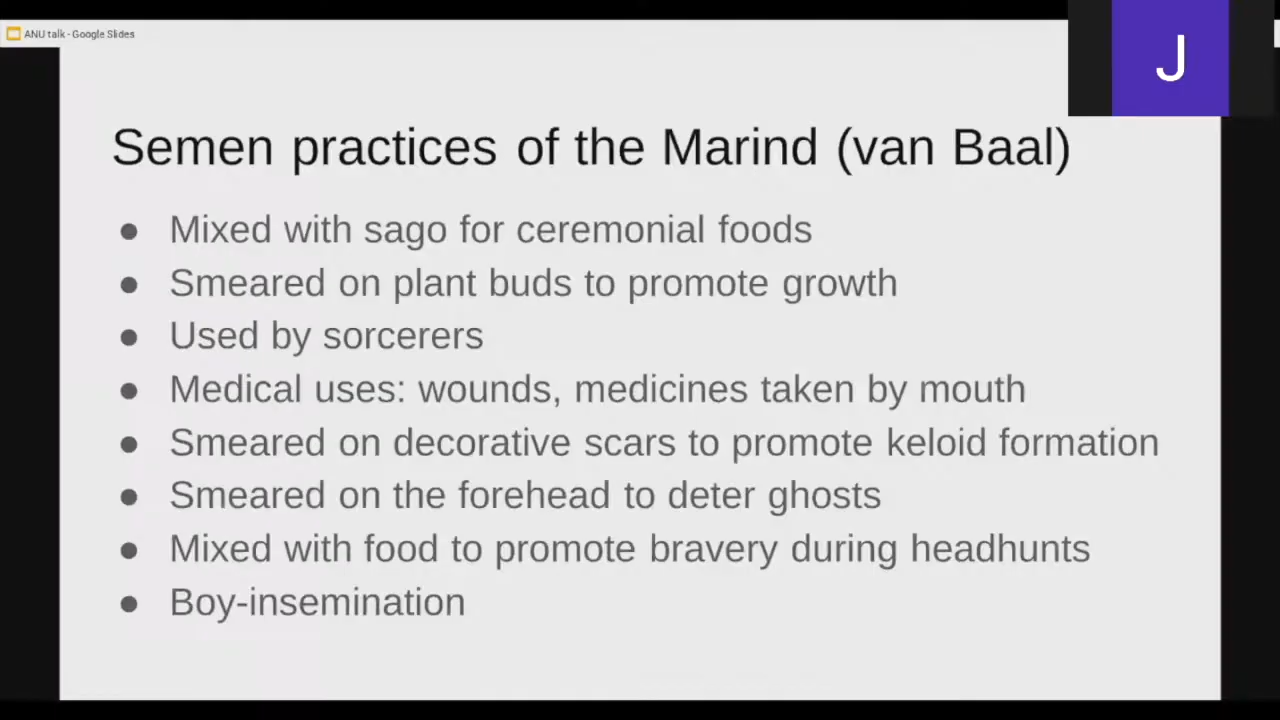 ANU talk - Google Slides
J
Semen practices of the Marind (van Baal)
● Mixed with sago for ceremonial foods
● Smeared on plant buds to promote growth
● Used by sorcerers
● Medical uses: wounds, medicines taken by mouth
● Smeared on decorative scars to promote keloid formation
● Smeared on the forehead to deter ghosts
● Mixed with food to promote bravery during headhunts
● Boy-insemination